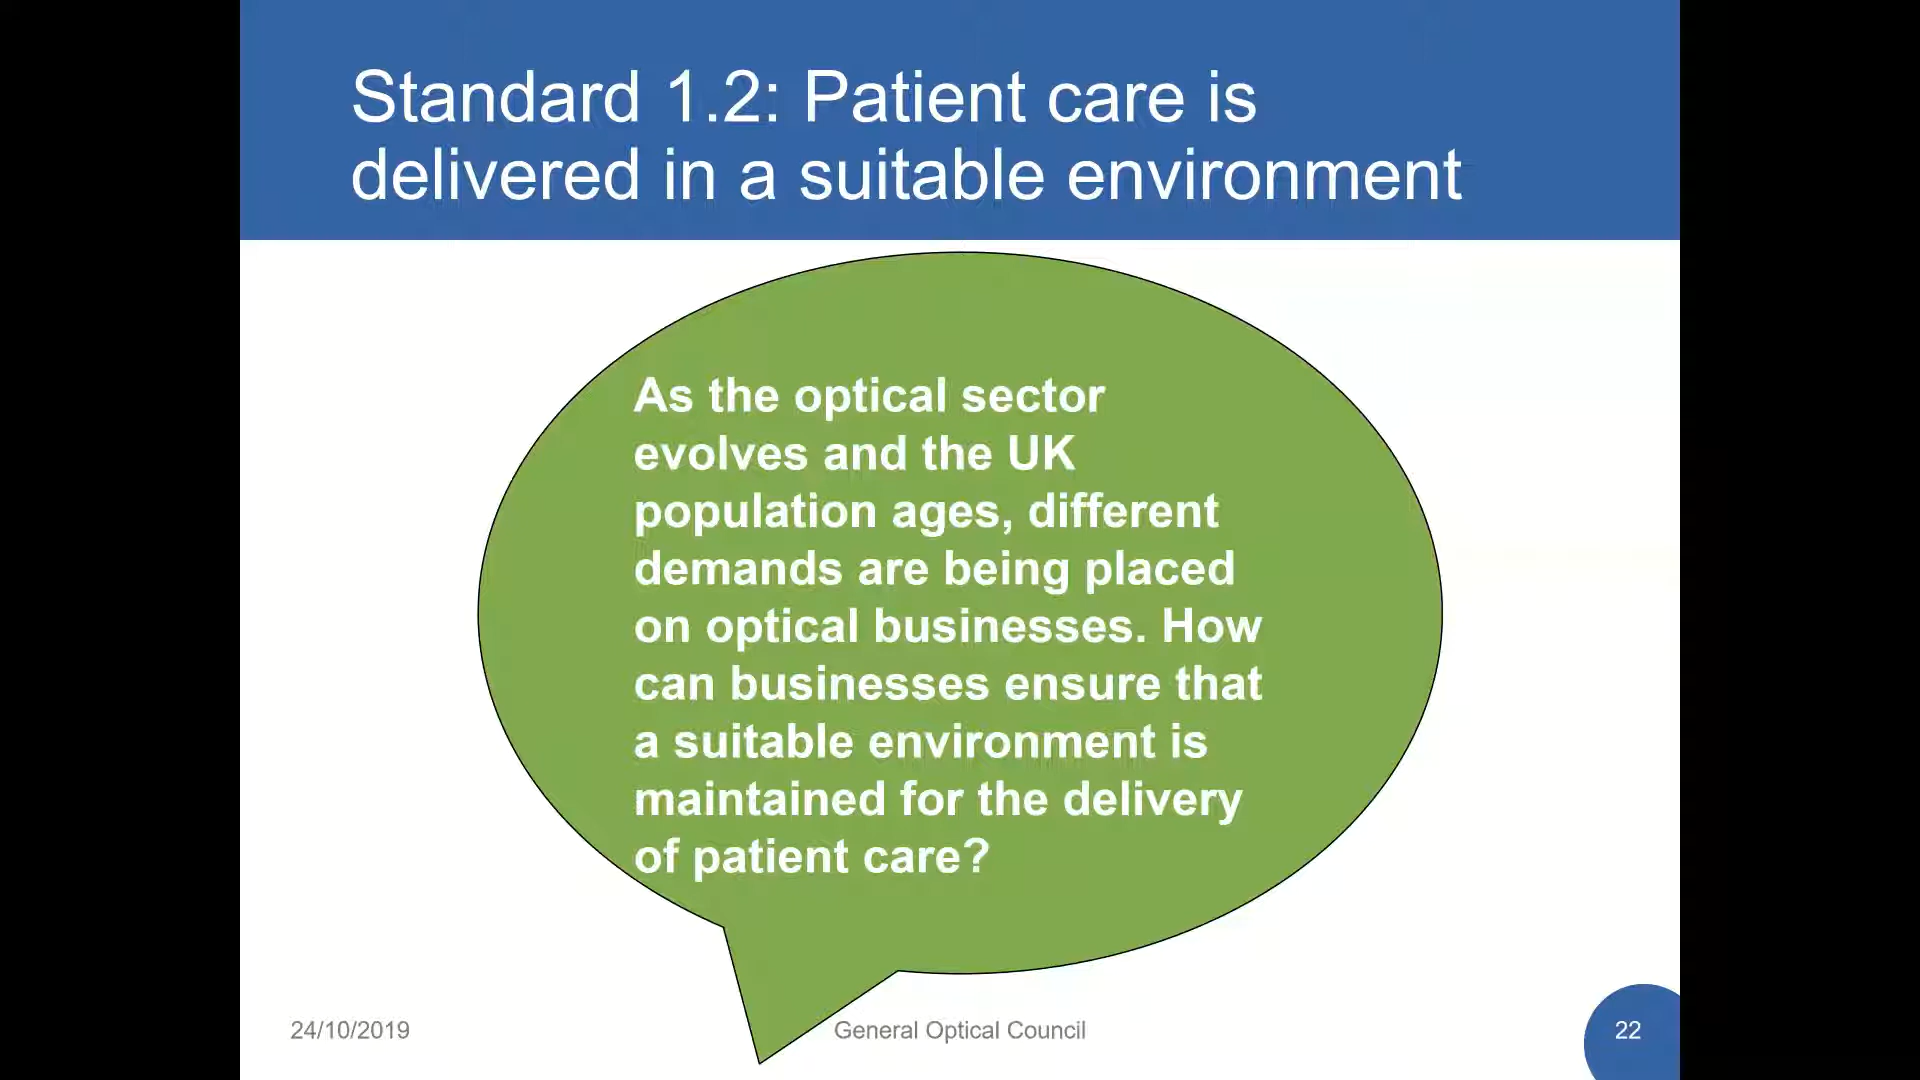 Standard 1.2: Patient care is
delivered in a suitable environment
As the optical sector
evolves and the UK
population ages, different
demands are being placed
on optical businesses. How
can businesses ensure that
a suitable environment is
maintained for the delivery
of patient care?
24/10/2019
General Optical Council
22